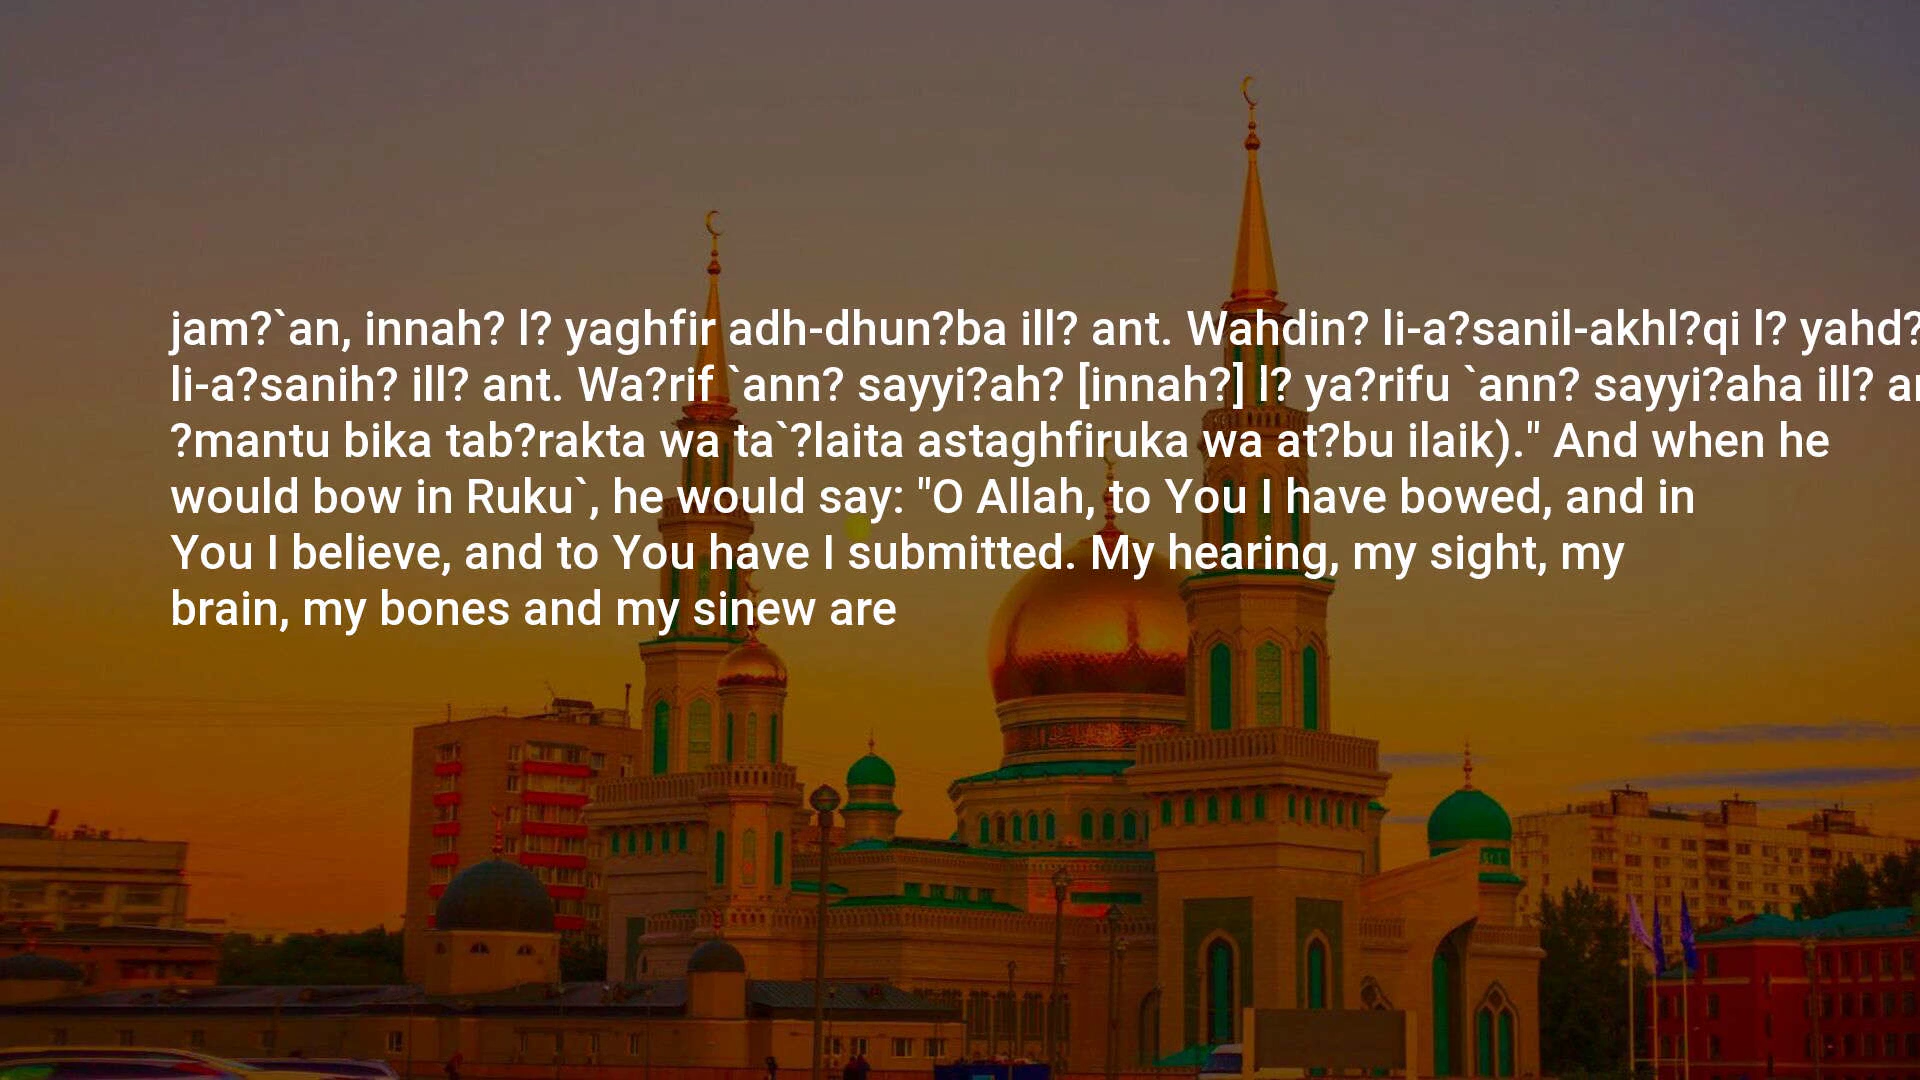 jam?`an, innah? l? yaghfir adh-dhun?ba ill? ant. Wahdin? li-a?sanil-akhl?qi l? yahd?
li-a?sanih? ill? ant. Wa?rif `ann? sayyi?ah? [innah?] l? ya?rifu `ann? sayyi?aha ill?
?mantu bika tab?rakta wa ta`?laita astaghfiruka wa at?bu ilaik)." And when he
would bow in Ruku`, he would say: "O Allah, to You I have bowed, and in
You I believe, and to You have I submitted. My hearing, my sight, my
brain, my bones and my sinew are